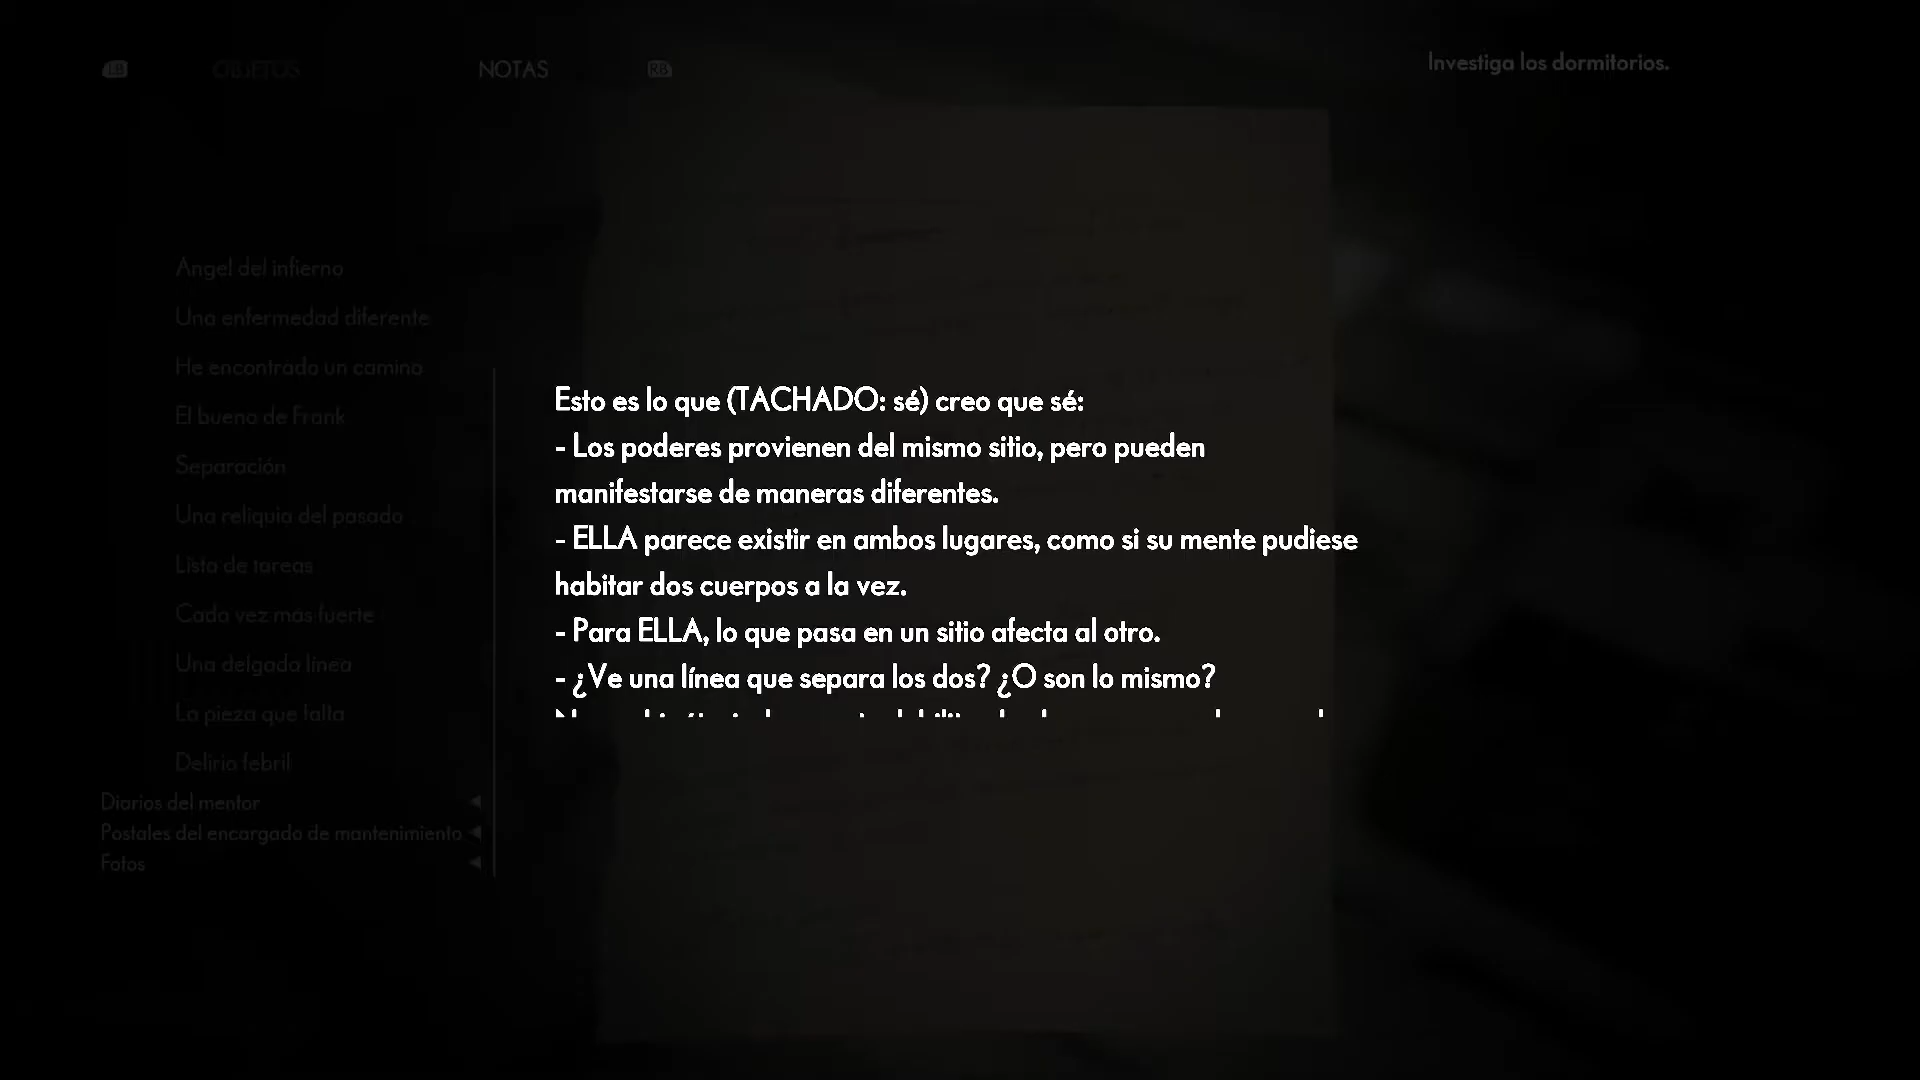 LB
OBJETOS
NOTAS
RB
Investiga los dormitorios.
Ángel del infierno
Una enfermedad diferente
He encontrado un camino
El bueno de Frank
Separación
Una reliquia del pasado
Lista de tareas
Cada vez más fuerte
Una delgada línea
La pieza que falla
Delirio febril
Diarios del mentor
Postales del encargado de mantenimiento
Fotos
Esto es lo que (TACHADO: sé) creo que sé:
- Los poderes provienen del mismo sitio, pero pueden
manifestarse de maneras diferentes.
- ELLA parece existir en ambos lugares, como si su mente pudiese
habitar dos cuerpos a la vez.
- Para ELLA, lo que pasa en un sitio afecta al otro.
- ¿Ve una línea que separa los dos? ¿O son lo mismo?